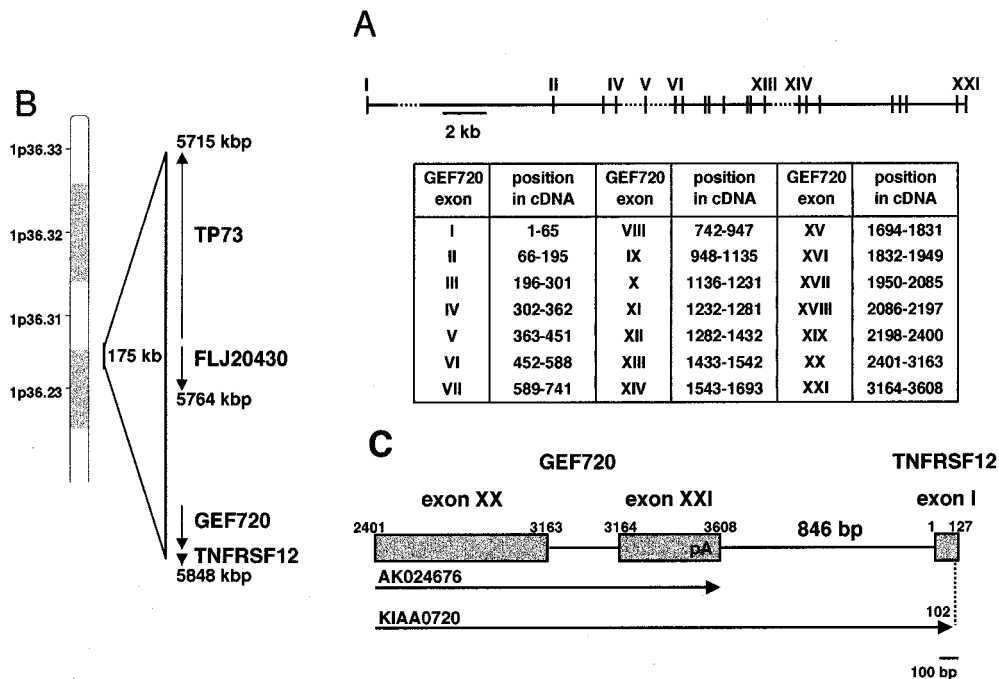 A
I II IV V VI XIII XIV XXI
2 kb
GEF720 exon position in cDNA GEF720 exon position in cDNA GEF720 exon position in cDNA
I 1-65 VIII 742-947 XV 1694-1831
II 66-195 IX 948-1135 XVI 1832-1949
III 196-301 X 1136-1231 XVII 1950-2085
IV 302-362 XI 1232-1281 XVIII 2086-2197
V 363-451 XII 1282-1432 XIX 2198-2400
VI 452-588 XIII 1433-1542 XX 2401-3163
VII 589-741 XIV 1543-1693 XXI 3164-3608
B
1p36.33
1p36.32
1p36.31
1p36.23
175 kb
5715 kbp
TP73
FLJ20430
5764 kbp
GEF720
TNFRSF12
5848 kbp
C
GEF720 TNFRSF12
exon XX exon XXI exon I
2401 3163 3164 3608 846 bp 1 127
pA
AK024676
KIAA0720 102
100 bp